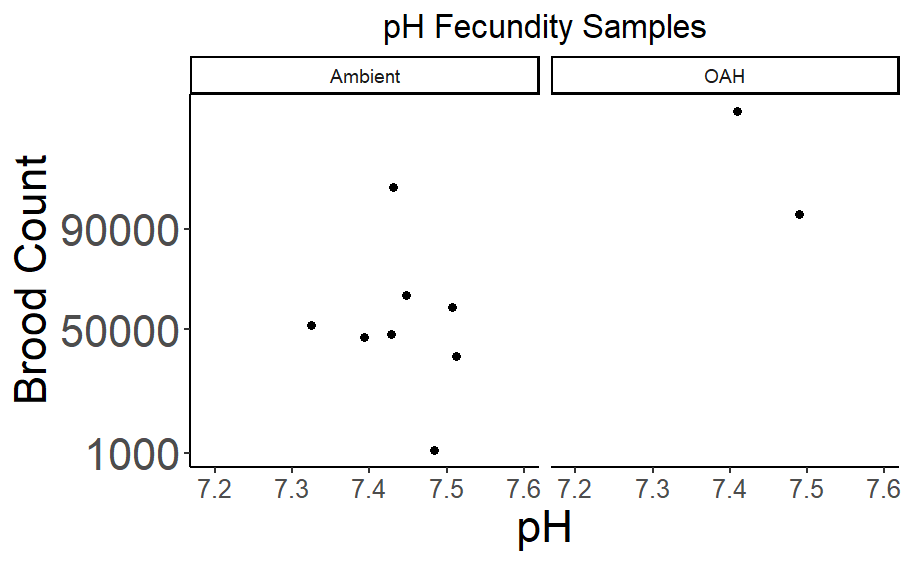 pH Fecundity Samples
Ambient
OAH
Brood Count
90000
50000
1000
7.2 7.3 7.4 7.5 7.6
7.2 7.3 7.4 7.5 7.6
pH